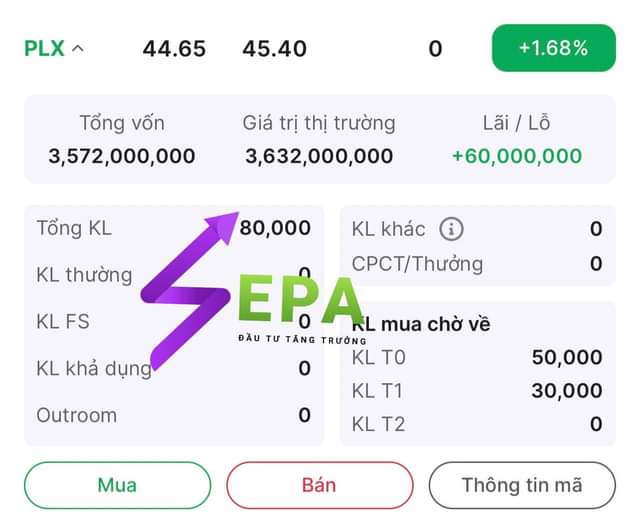 PLX 44.65 45.40 0 +1.68%
Tổng vốn Giá trị thị trường Lãi / Lỗ
3,572,000,000 3,632,000,000 +60,000,000
Tổng KL 80,000
KL thường 0
KL FS 0
KL khả dụng 0
Outroom 0
KL khác 0
CPCT/Thưởng 0
KL mua chờ về
KL T0 50,000
KL T1 30,000
KL T2 0
SEPA
ĐẦU TƯ TĂNG TRƯỞNG
Mua Bán Thông tin mã